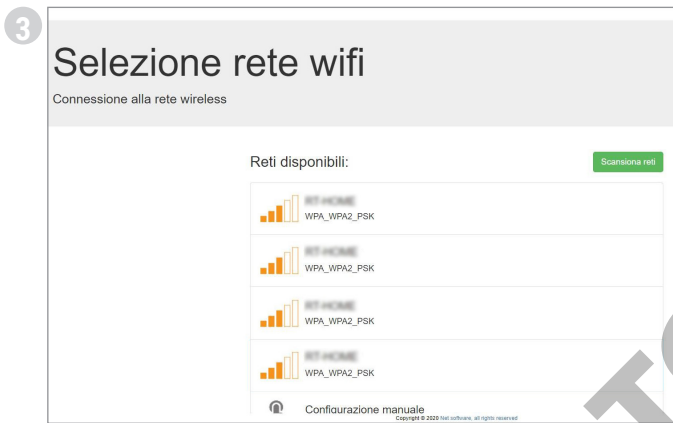 3
Selezione rete wifi
Connessione alla rete wireless
Reti disponibili:
Scansiona reti
WPA_WPA2_PSK
WPA_WPA2_PSK
WPA_WPA2_PSK
WPA_WPA2_PSK
Configurazione manuale
Copyright © 2020 Net software, all rights reserved